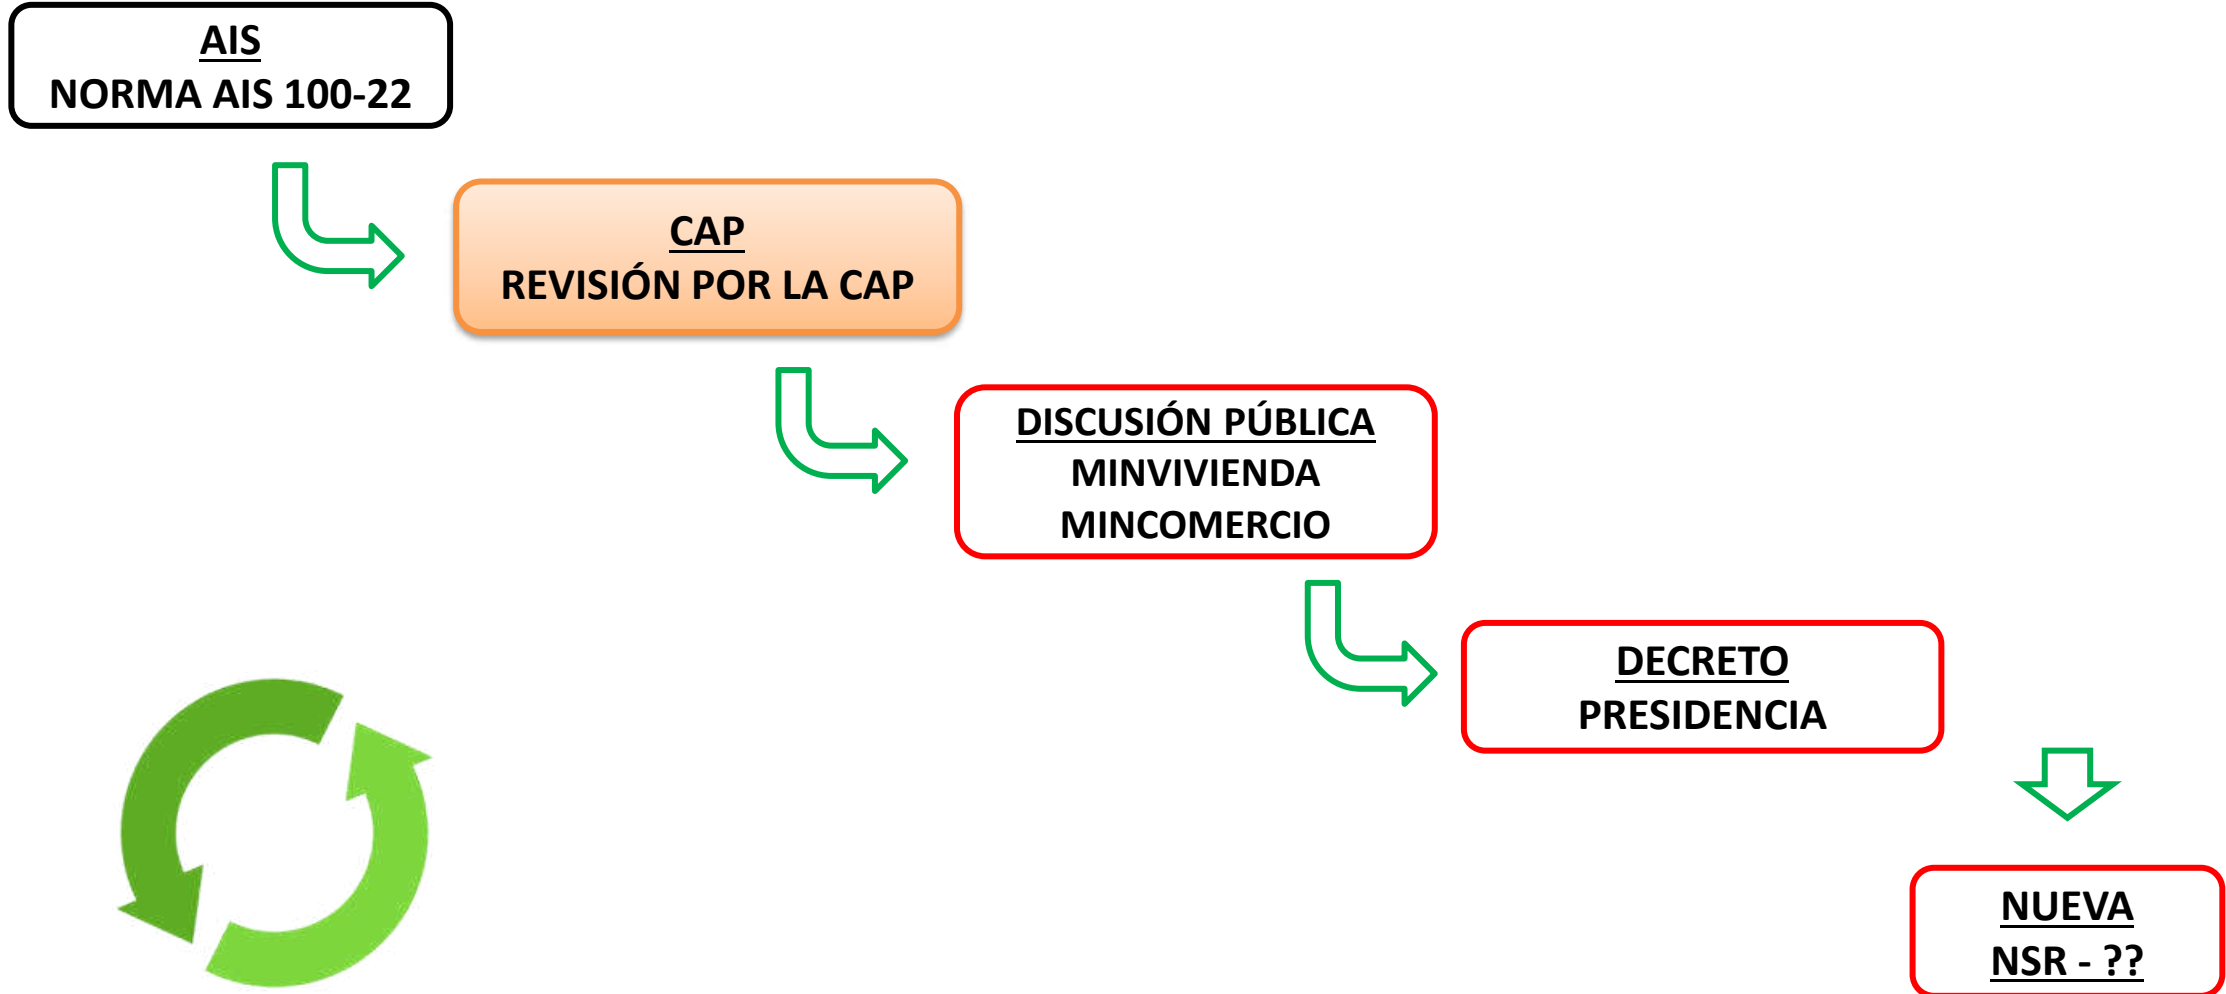 AIS
NORMA AIS 100-22
CAP
REVISIÓN POR LA CAP
DISCUSIÓN PÚBLICA
MINVIVIENDA
MINCOMERCIO
DECRETO
PRESIDENCIA
NUEVA
NSR - ??